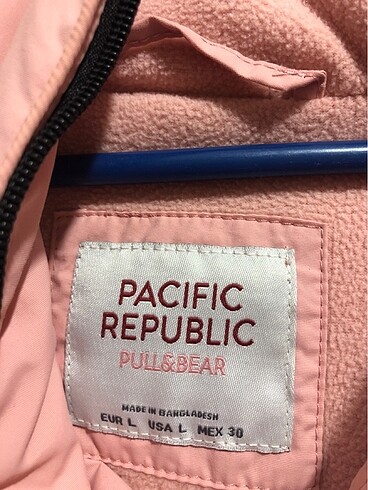 PACIFIC
REPUBLIC
PULL&BEAR
MADE IN BANGLADESH
EUR L USA L MEX 30